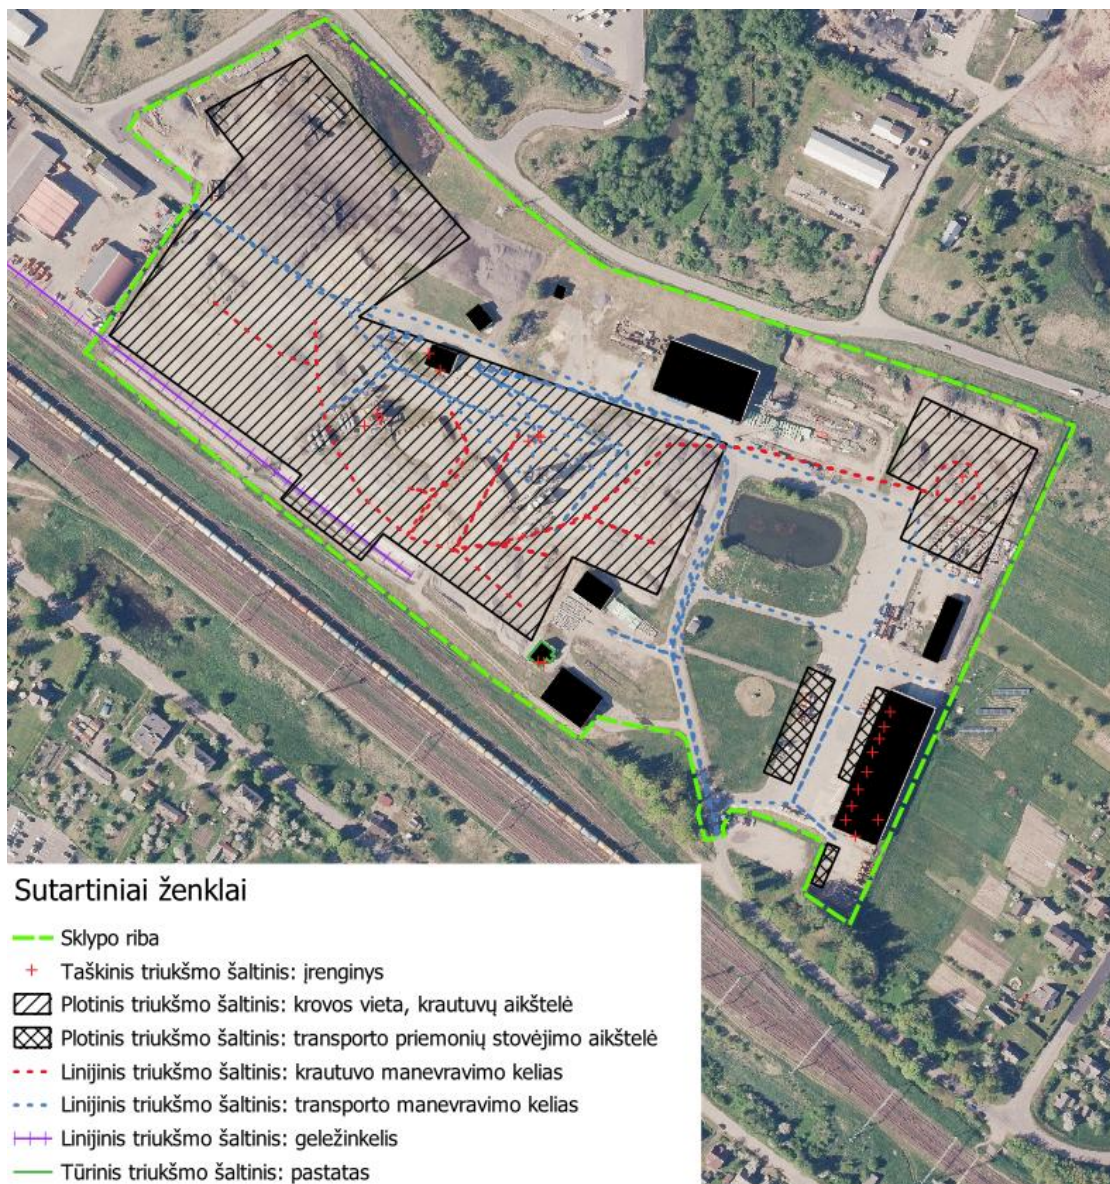 Sutartiniai ženklai
Sklypo riba
Taškinis triukšmo šaltinis: įrenginys
Plotinis triukšmo šaltinis: krovos vieta, krautuvų aikštelė
Plotinis triukšmo šaltinis: transporto priemonių stovėjimo aikštelė
Linijinis triukšmo šaltinis: krautuvo manevravimo kelias
Linijinis triukšmo šaltinis: transporto manevravimo kelias
Linijinis triukšmo šaltinis: geležinkelis
Tūrinis triukšmo šaltinis: pastatas